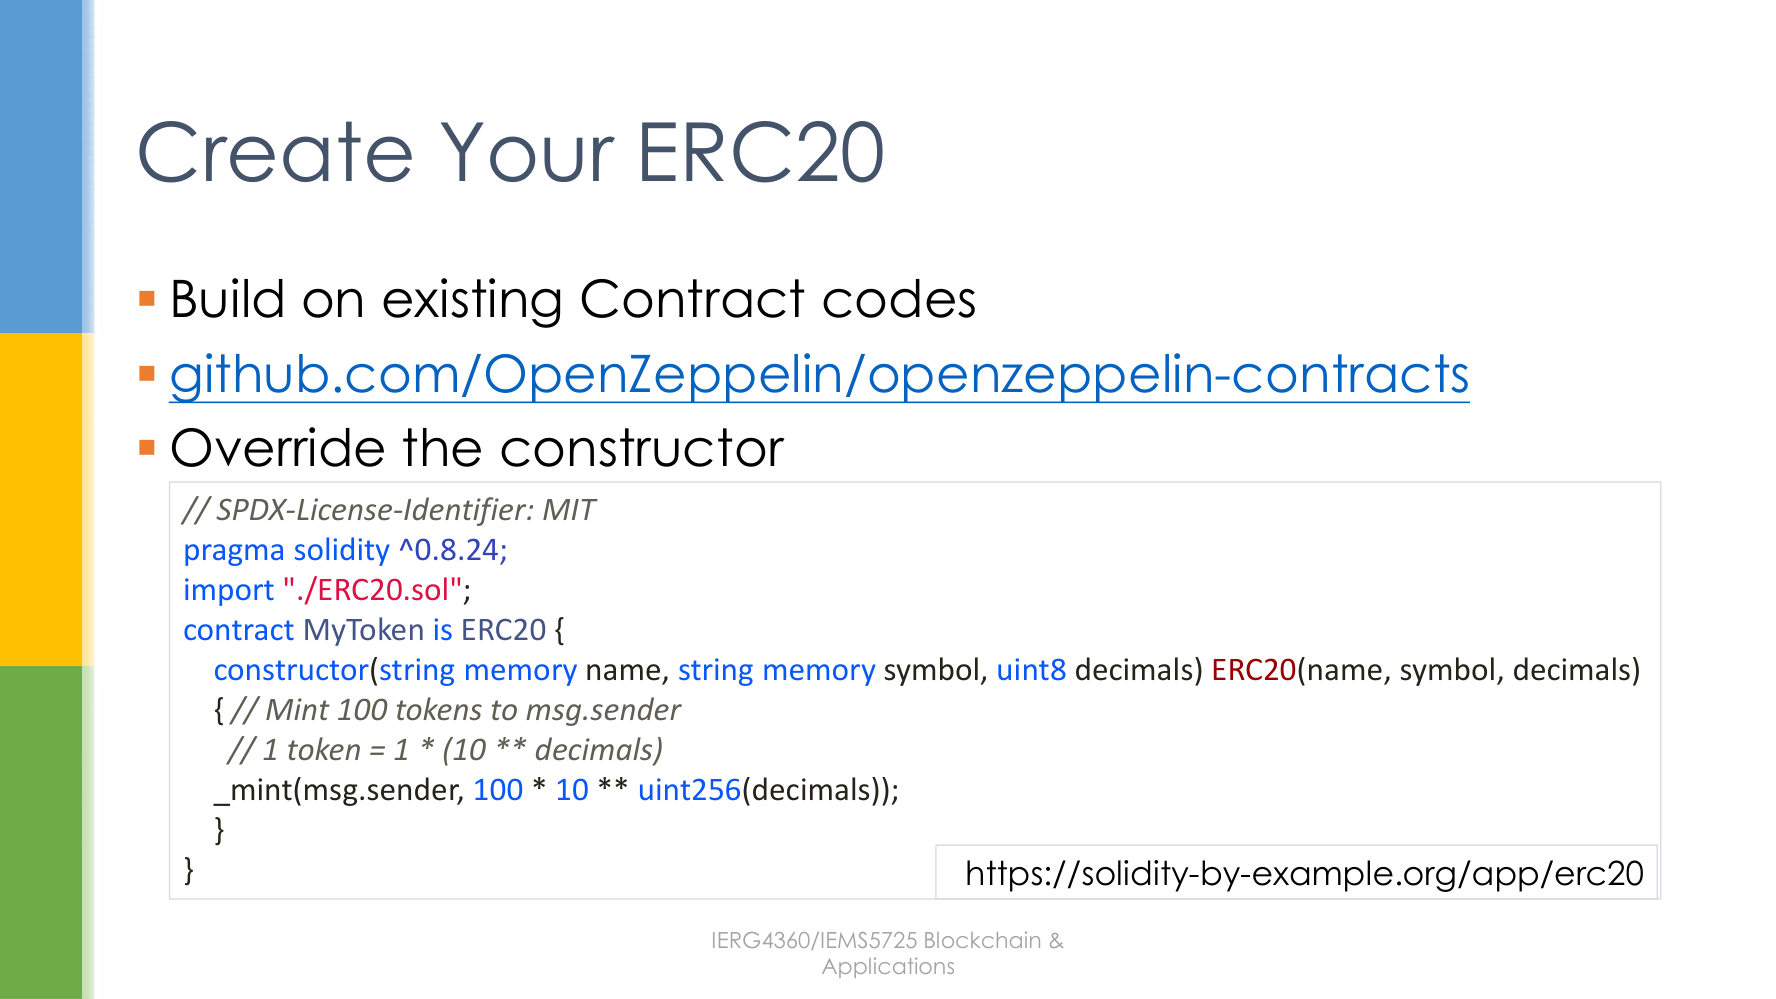 Create Your ERC20
Build on existing Contract codes
github.com/OpenZeppelin/openzeppelin-contracts
Override the constructor
// SPDX-License-Identifier: MIT
pragma solidity ^0.8.24;
import "./ERC20.sol";
contract MyToken is ERC20 {
constructor(string memory name, string memory symbol, uint8 decimals) ERC20(name, symbol, decimals)
{ // Mint 100 tokens to msg.sender
// 1 token = 1 * (10 ** decimals)
_mint(msg.sender, 100 * 10 ** uint256(decimals));
}
}
https://solidity-by-example.org/app/erc20
IERG4360/IEMS5725 Blockchain &
Applications